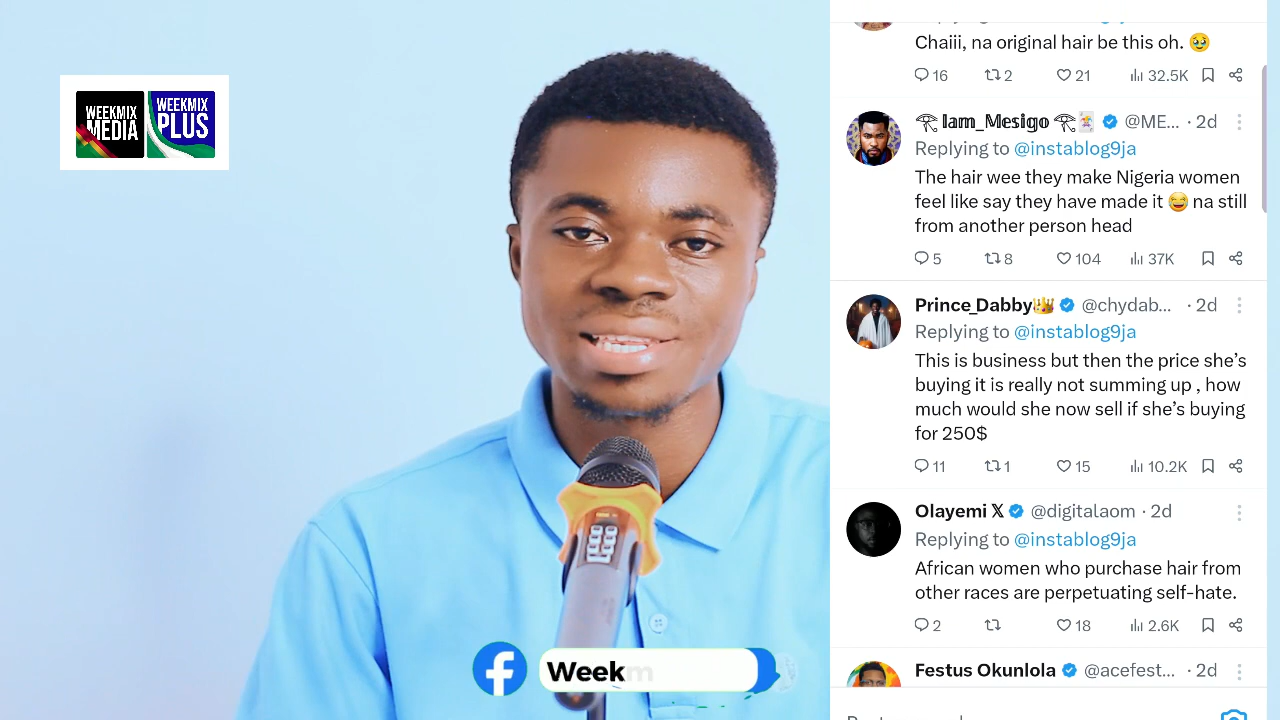 WEEKMIX
MEDIA
WEEKMIX
PLUS
Week
Chaiii, na original hair be this oh. 🥹
16 2 21 32.5K
𓂀 𝕀𝕒𝕞_𝕄𝕖𝕤𝕚𝕘𝕠 𓂀🃏 @ME... · 2d
Replying to @instablog9ja
The hair wee they make Nigeria women
feel like say they have made it 😅 na still
from another person head
5 8 104 37K
Prince_Dabby👑 @chydab... · 2d
Replying to @instablog9ja
This is business but then the price she’s
buying it is really not summing up , how
much would she now sell if she’s buying
for 250$
11 1 15 10.2K
Olayemi 𝕏 @digitalaom · 2d
Replying to @instablog9ja
African women who purchase hair from
other races are perpetuating self-hate.
2 18 2.6K
Festus Okunlola @acefest... · 2d